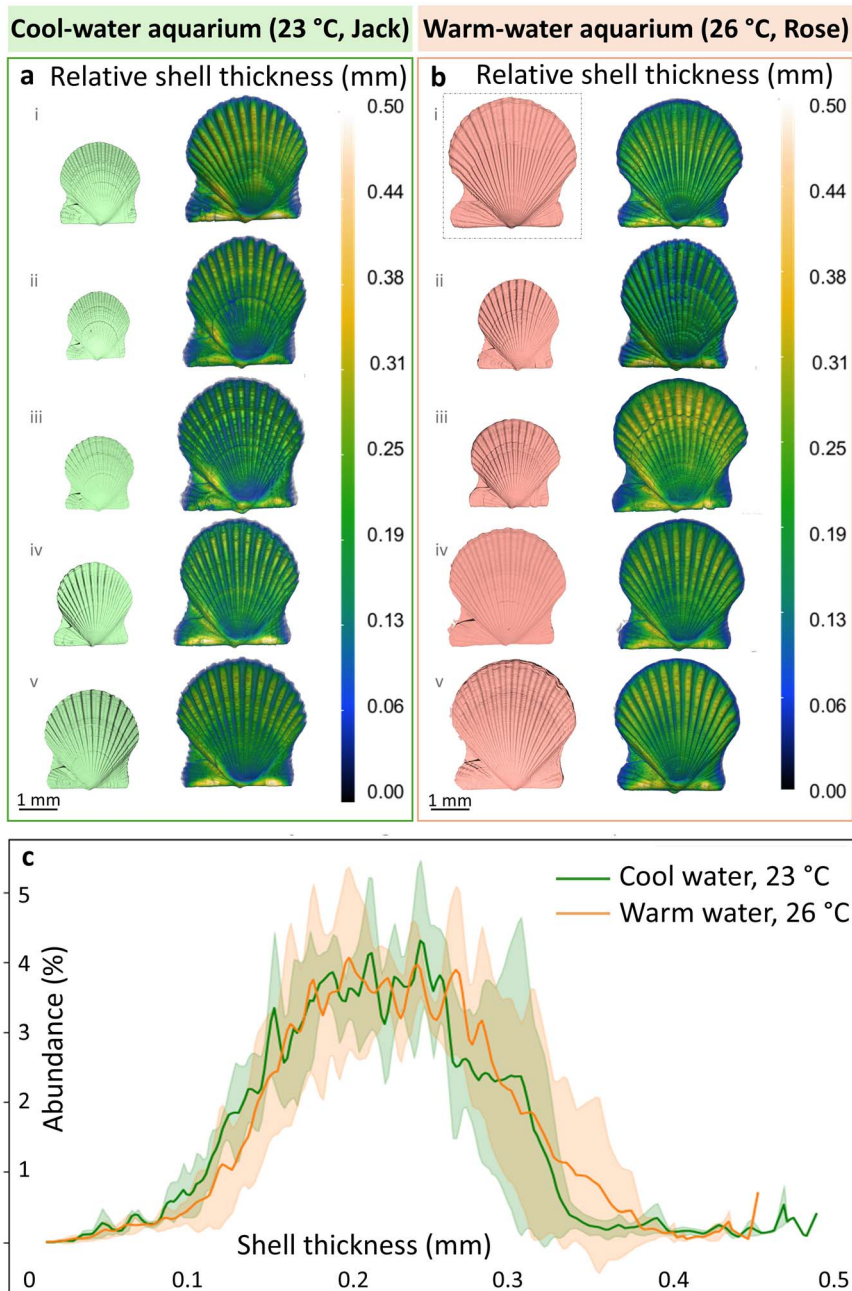 Cool-water aquarium (23 °C, Jack)
Warm-water aquarium (26 °C, Rose)
a Relative shell thickness (mm)
i
ii
iii
iv
v
0.50
0.44
0.38
0.31
0.25
0.19
0.13
0.06
0.00
1 mm
b Relative shell thickness (mm)
i
ii
iii
iv
v
0.50
0.44
0.38
0.31
0.25
0.19
0.13
0.06
0.00
1 mm
c
Cool water, 23 °C
Warm water, 26 °C
Abundance (%)
5
4
3
2
1
Shell thickness (mm)
0 0.1 0.2 0.3 0.4 0.5